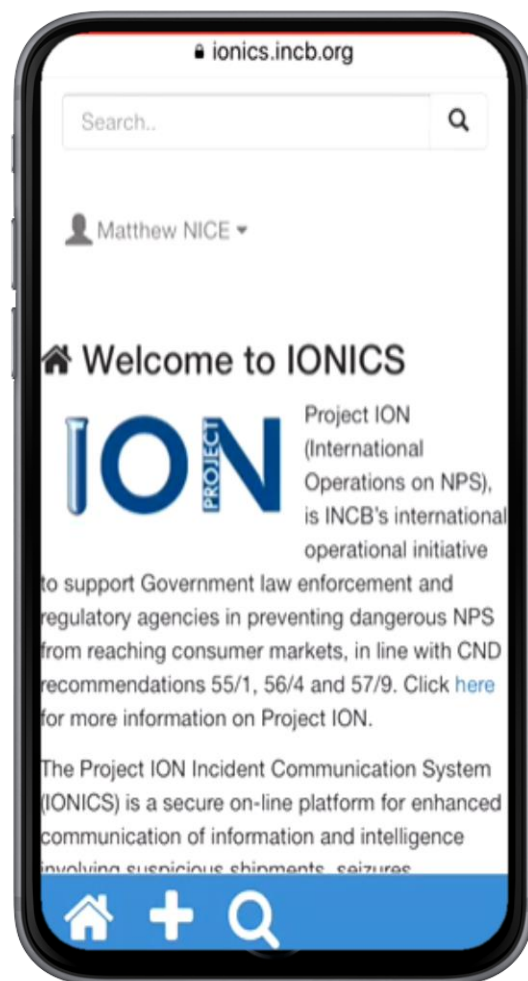 ionics.incb.org
Search..
Matthew NICE
Welcome to IONICS
ION PROJECT
Project ION
(International
Operations on NPS),
is INCB's international
operational initiative
to support Government law enforcement and
regulatory agencies in preventing dangerous NPS
from reaching consumer markets, in line with CND
recommendations 55/1, 56/4 and 57/9. Click here
for more information on Project ION.
The Project ION Incident Communication System
(IONICS) is a secure on-line platform for enhanced
communication of information and intelligence
involving suspicious shipments, seizures,